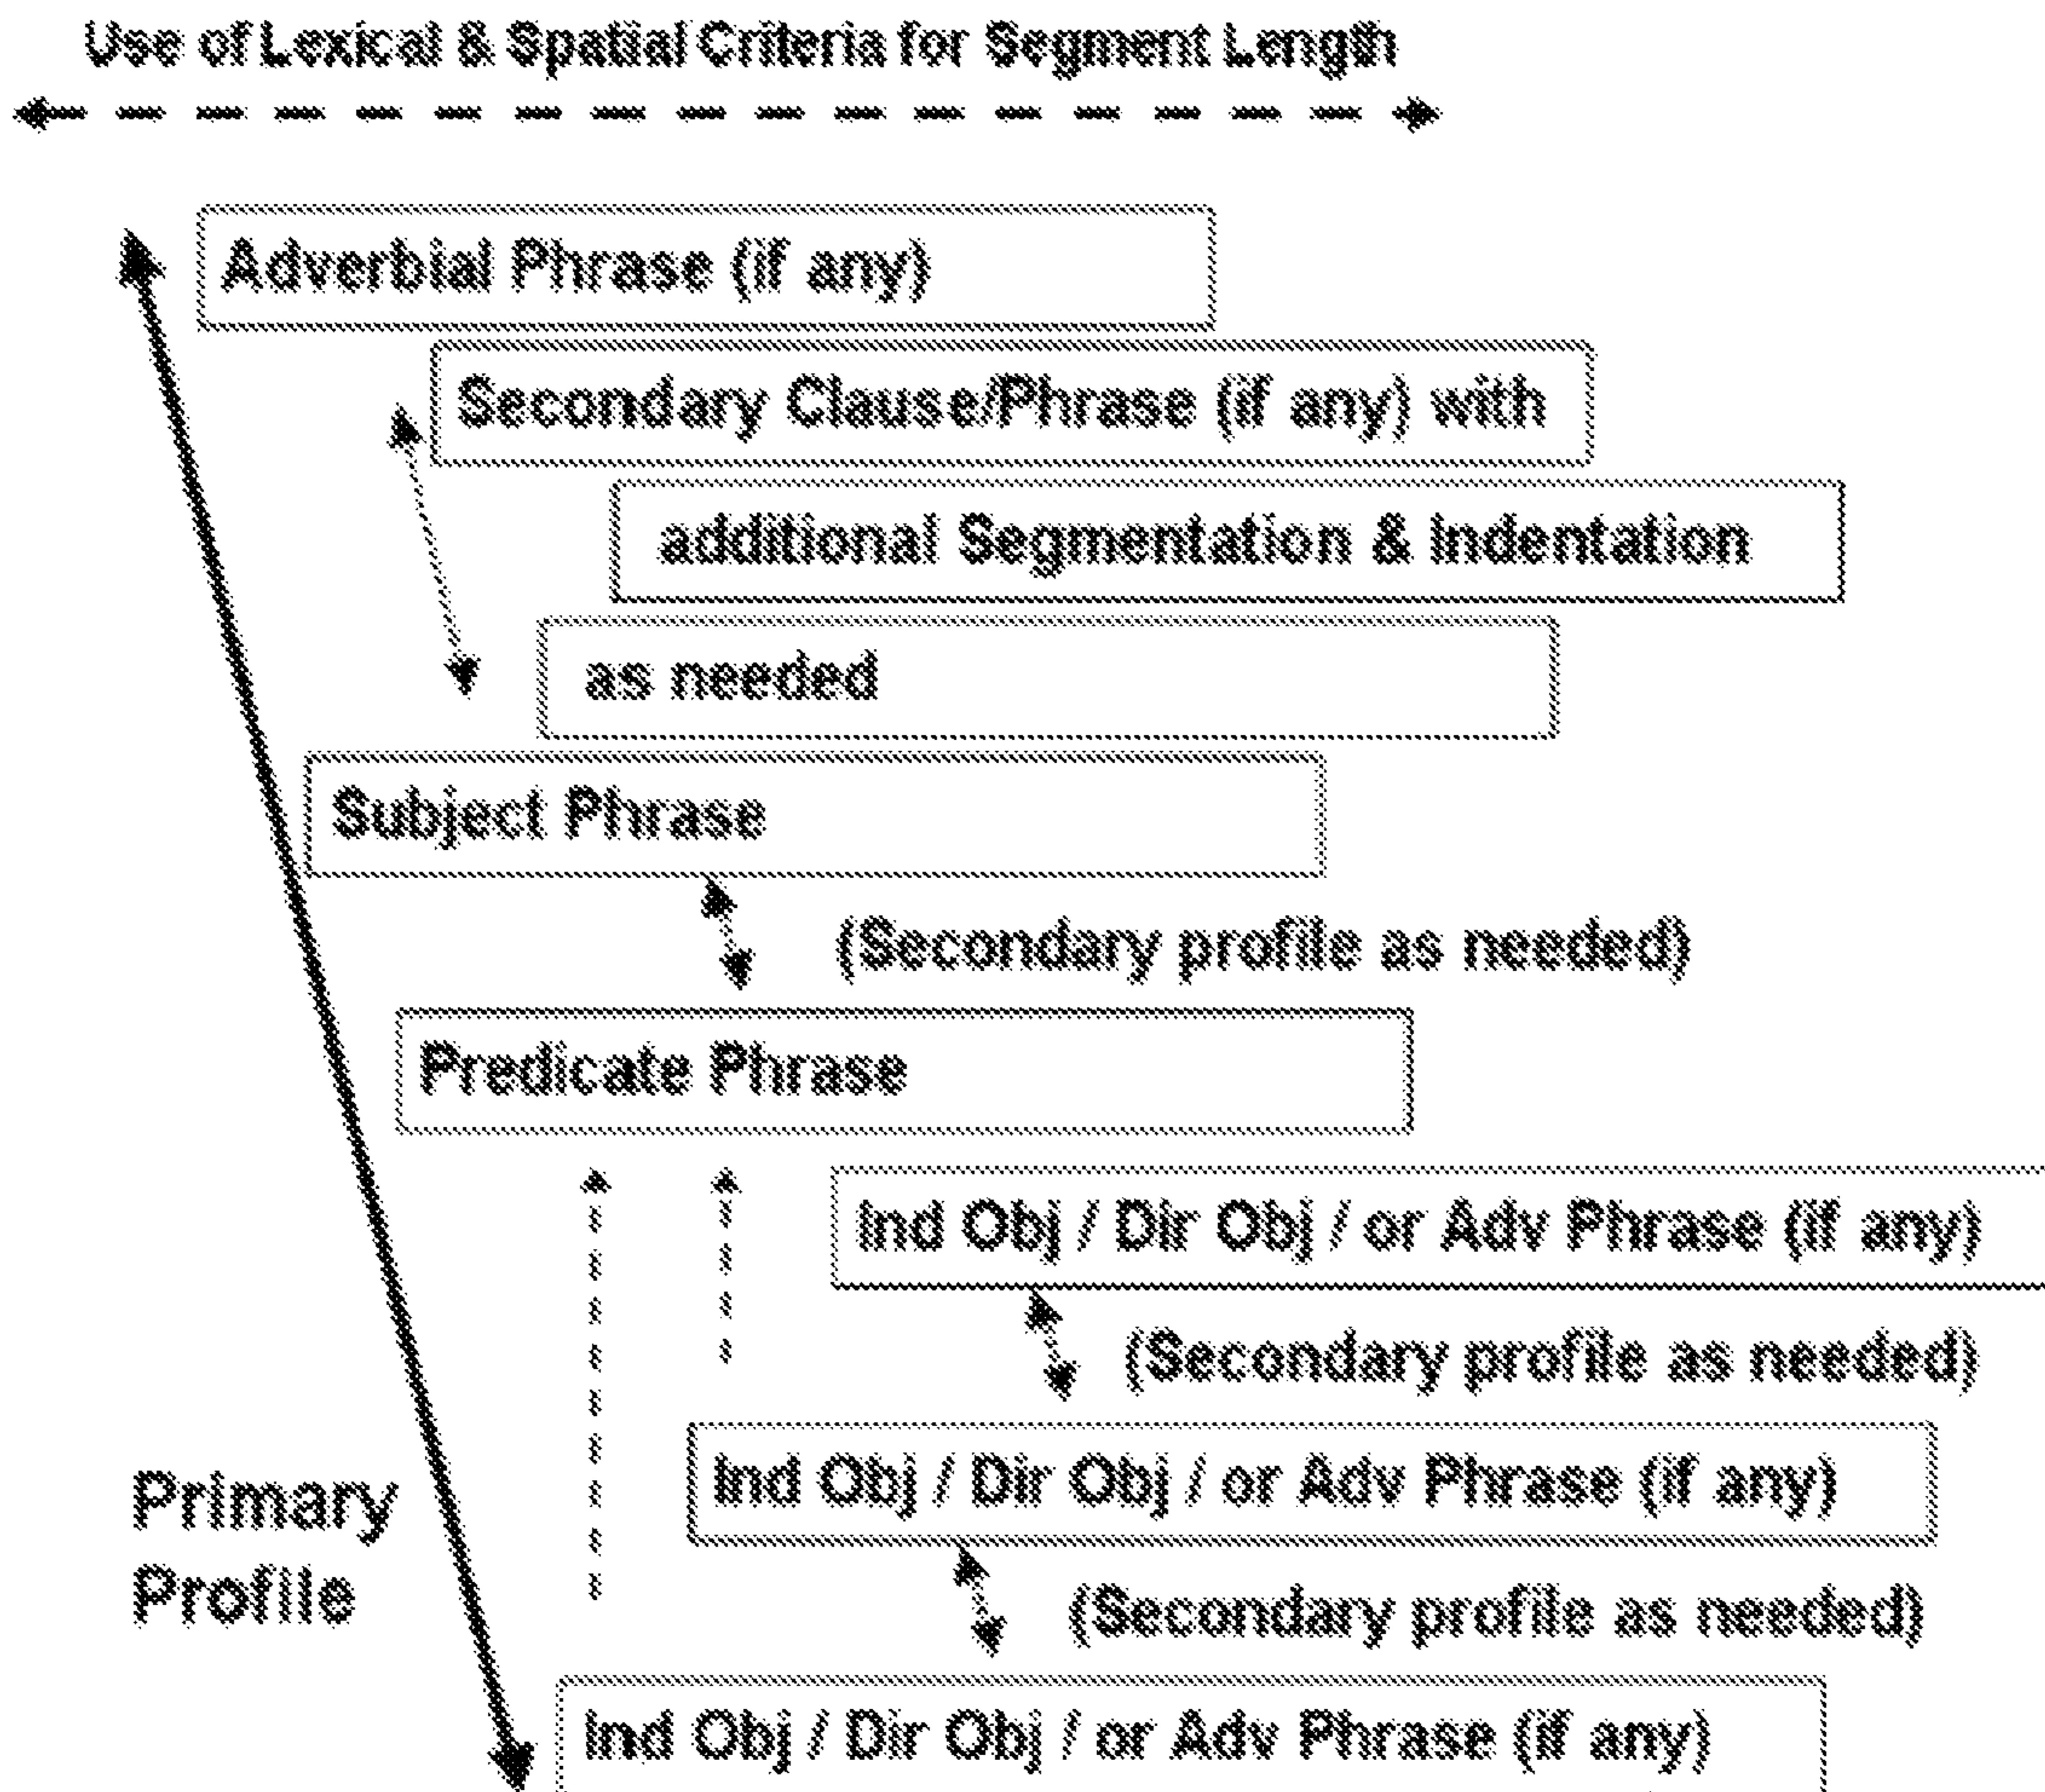 Use of Lexical & Spatial Criteria for Segment Length
Adverbial Phrase (if any)
Secondary Clause/Phrase (if any) with
additional Segmentation & Indentation
as needed
Subject Phrase
(Secondary profile as needed)
Predicate Phrase
Ind Obj / Dir Obj / or Adv Phrase (if any)
(Secondary profile as needed)
Ind Obj / Dir Obj / or Adv Phrase (if any)
Primary
Profile
(Secondary profile as needed)
Ind Obj / Dir Obj / or Adv Phrase (if any)